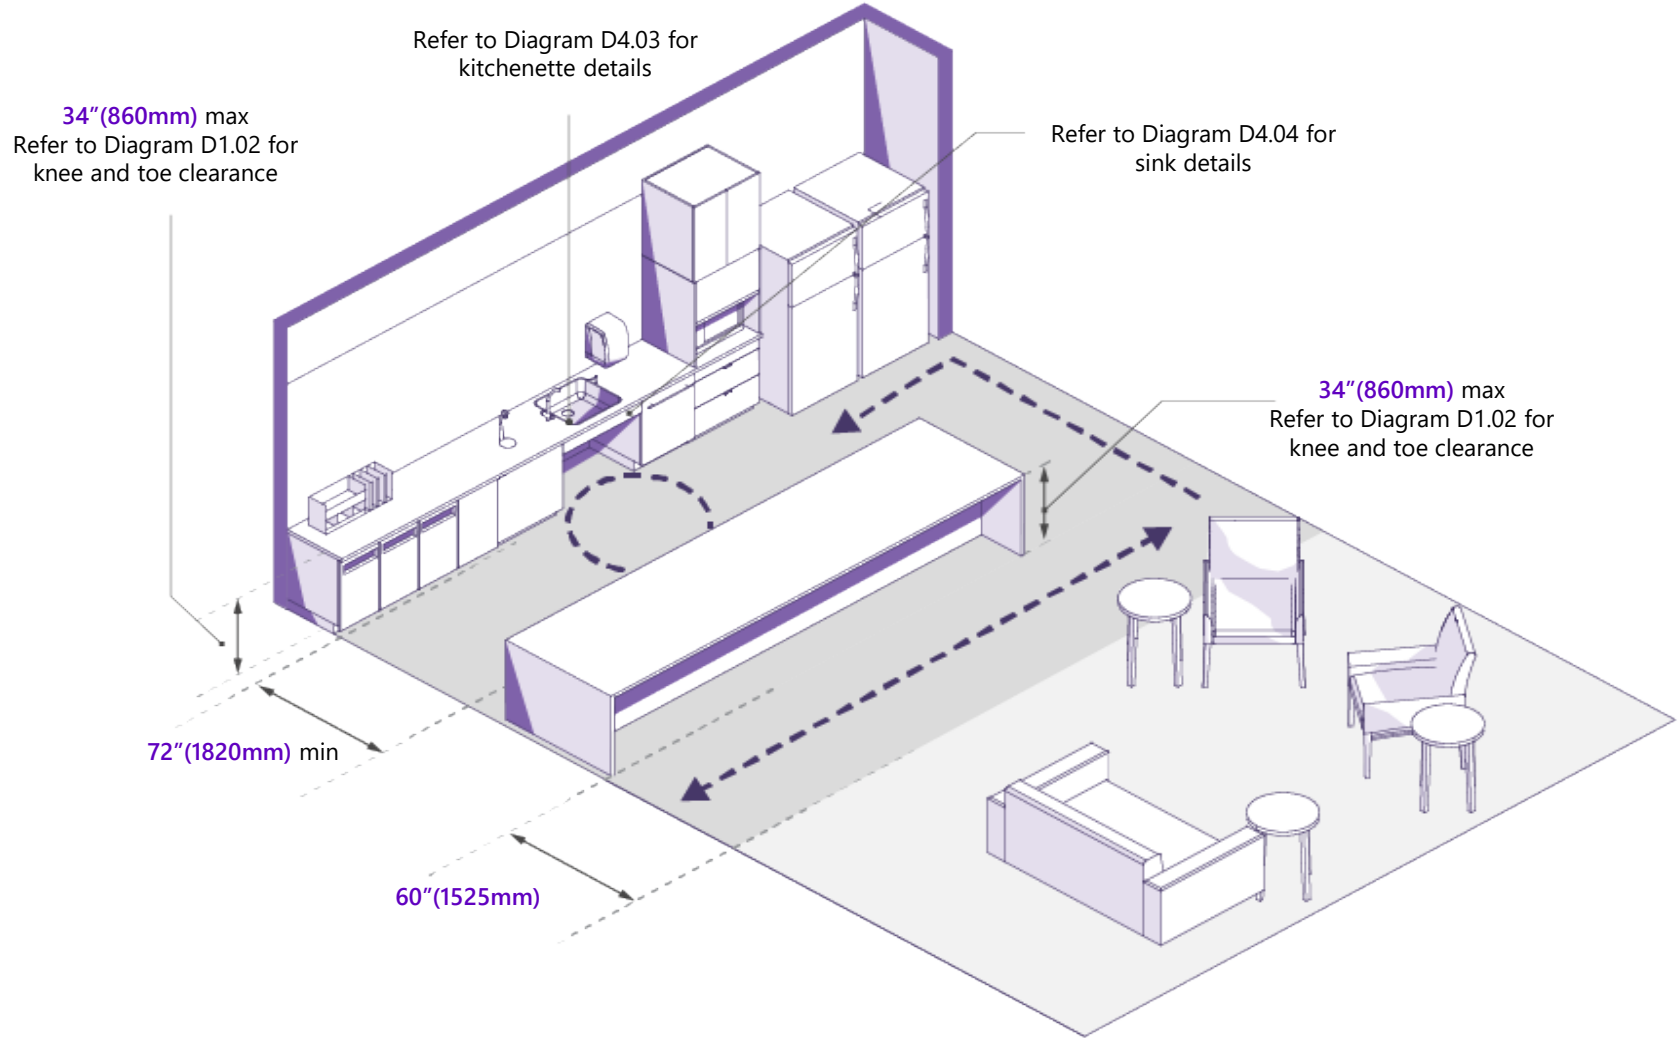 Refer to Diagram D4.03 for
kitchenette details
34”(860mm) max
Refer to Diagram D1.02 for
knee and toe clearance
Refer to Diagram D4.04 for
sink details
34”(860mm) max
Refer to Diagram D1.02 for
knee and toe clearance
72”(1820mm) min
60”(1525mm)